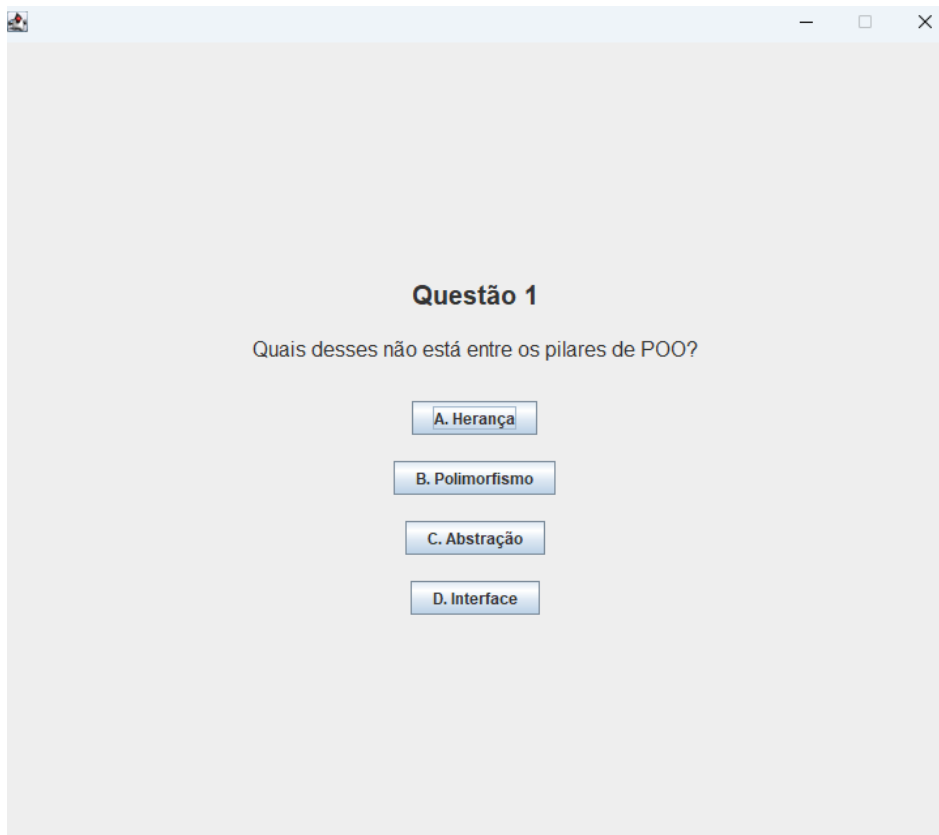 Questão 1
Quais desses não está entre os pilares de POO?
A. Herança
B. Polimorfismo
C. Abstração
D. Interface